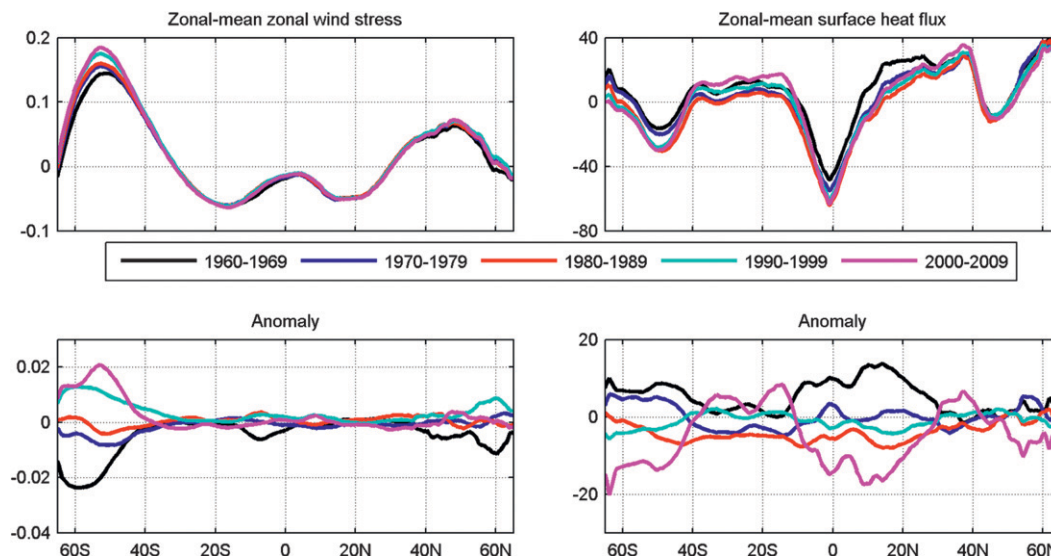 Zonal-mean zonal wind stress
0.2
0.1
0
-0.1
Zonal-mean surface heat flux
40
0
-40
-80
1960-1969 1970-1979 1980-1989 1990-1999 2000-2009
Anomaly
0.02
0
-0.02
-0.04
60S 40S 20S 0 20N 40N 60N
Anomaly
20
0
-20
60S 40S 20S 0 20N 40N 60N